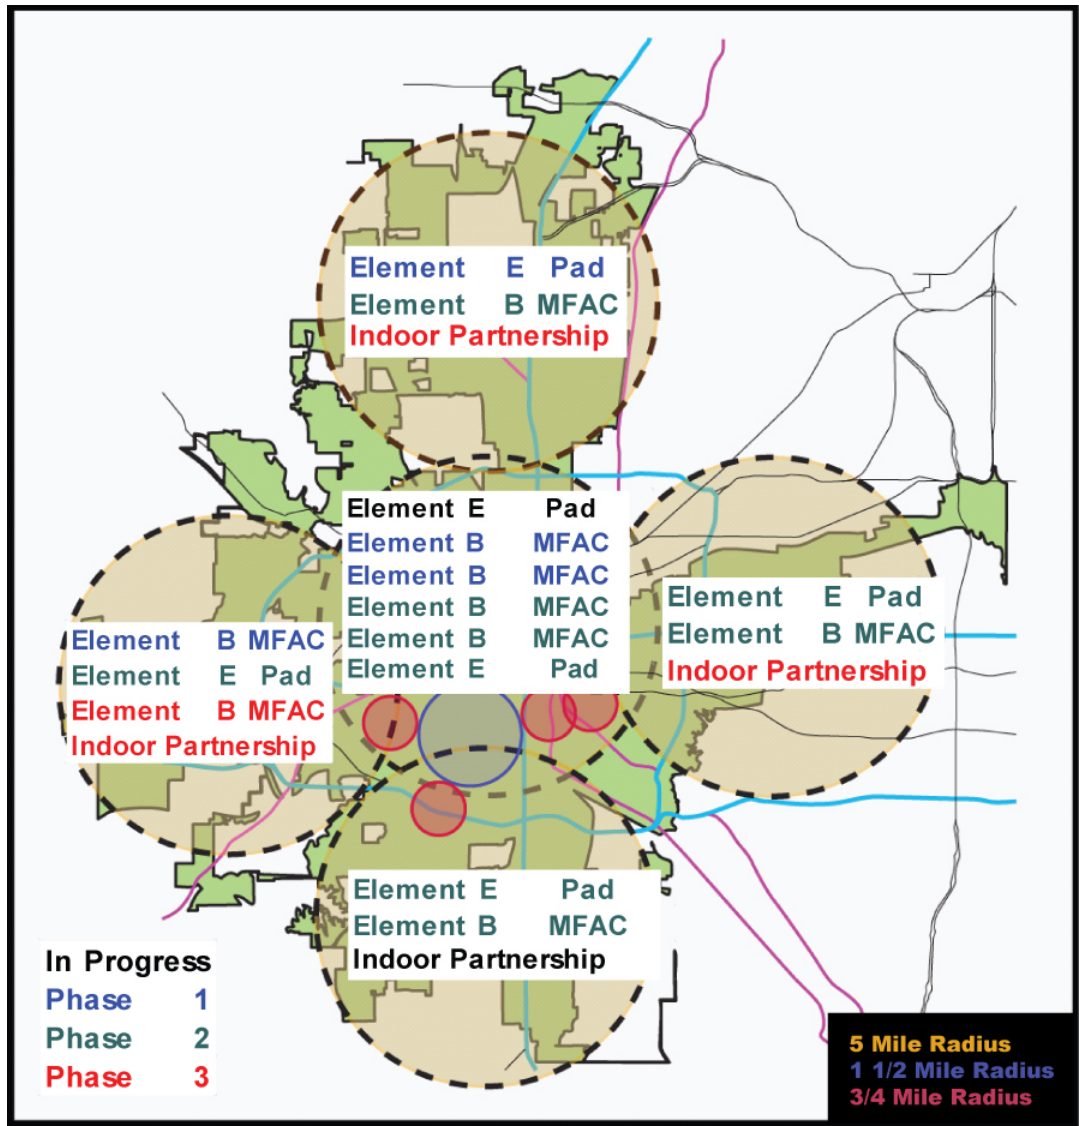 Element E Pad
Element B MFAC
Indoor Partnership
Element E Pad
Element B MFAC
Element B MFAC
Element B MFAC
Element B MFAC
Element E Pad
Element E Pad
Element B MFAC
Indoor Partnership
Element B MFAC
Element E Pad
Element B MFAC
Indoor Partnership
Element E Pad
Element B MFAC
Indoor Partnership
In Progress
Phase 1
Phase 2
Phase 3
5 Mile Radius
1 1/2 Mile Radius
3/4 Mile Radius